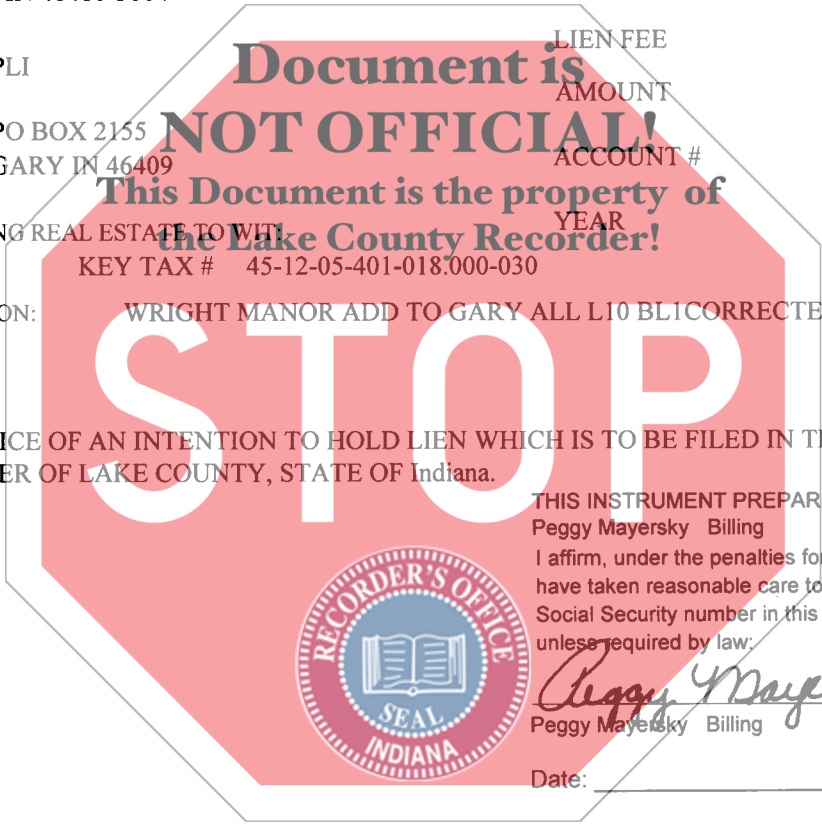 LIEN FEE
PLI
Document is
AMOUNT
PO BOX 2155
NOT OFFICIAL!
GARY IN 46409
ACCOUNT #
This Document is the property of
YEAR
NG REAL ESTATE TO WIT:
the Lake County Recorder!
KEY TAX # 45-12-05-401-018.000-030
ON: WRIGHT MANOR ADD TO GARY ALL L10 BL1CORRECTE
STOP
ICE OF AN INTENTION TO HOLD LIEN WHICH IS TO BE FILED IN T
ER OF LAKE COUNTY, STATE OF Indiana.
THIS INSTRUMENT PREPAR
Peggy Mayersky Billing
I affirm, under the penalties fo
have taken reasonable care to
Social Security number in this
unless required by law:
RECORDER'S OFFICE
SEAL
INDIANA
Peggy Maye
Peggy Mayersky Billing
Date: